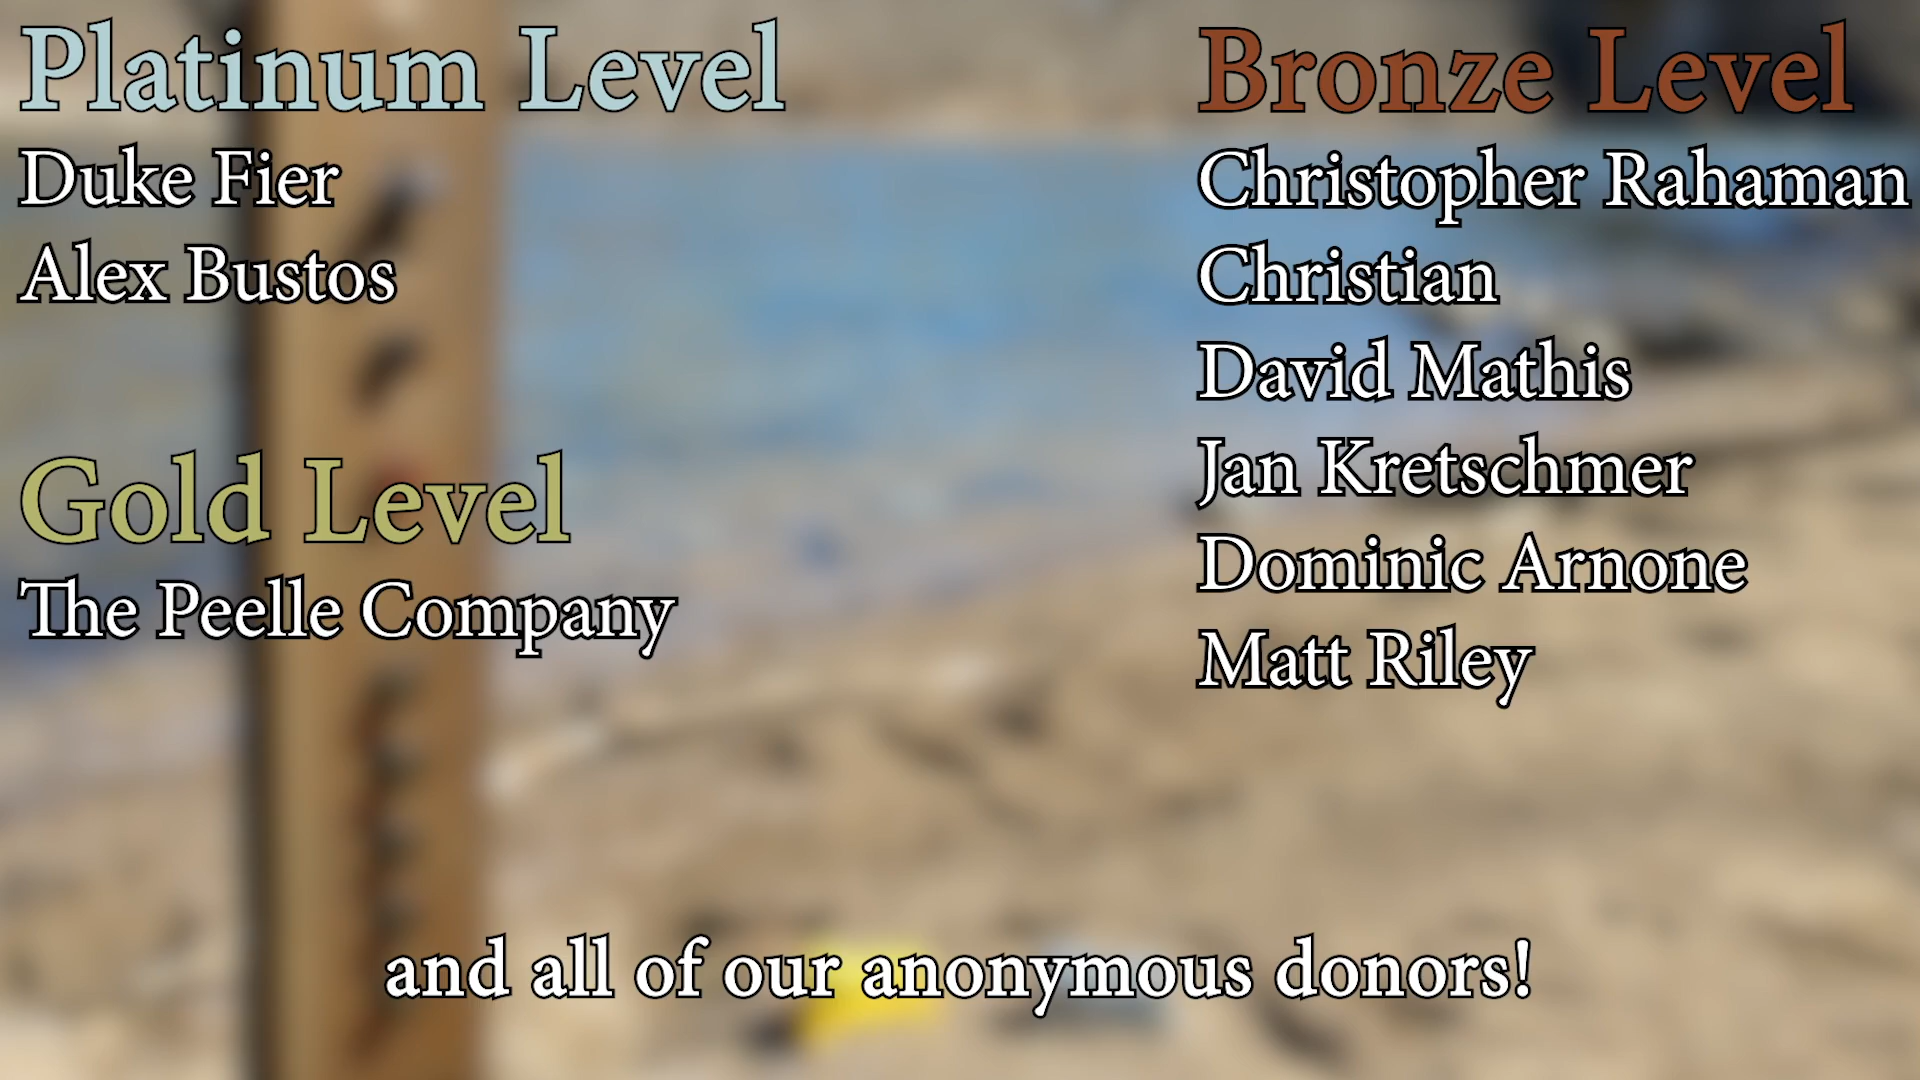 Platinum Level
Duke Fier
Alex Bustos
Gold Level
The Peelle Company
Bronze Level
Christopher Rahaman
Christian
David Mathis
Jan Kretschmer
Dominic Arnone
Matt Riley
and all of our anonymous donors!